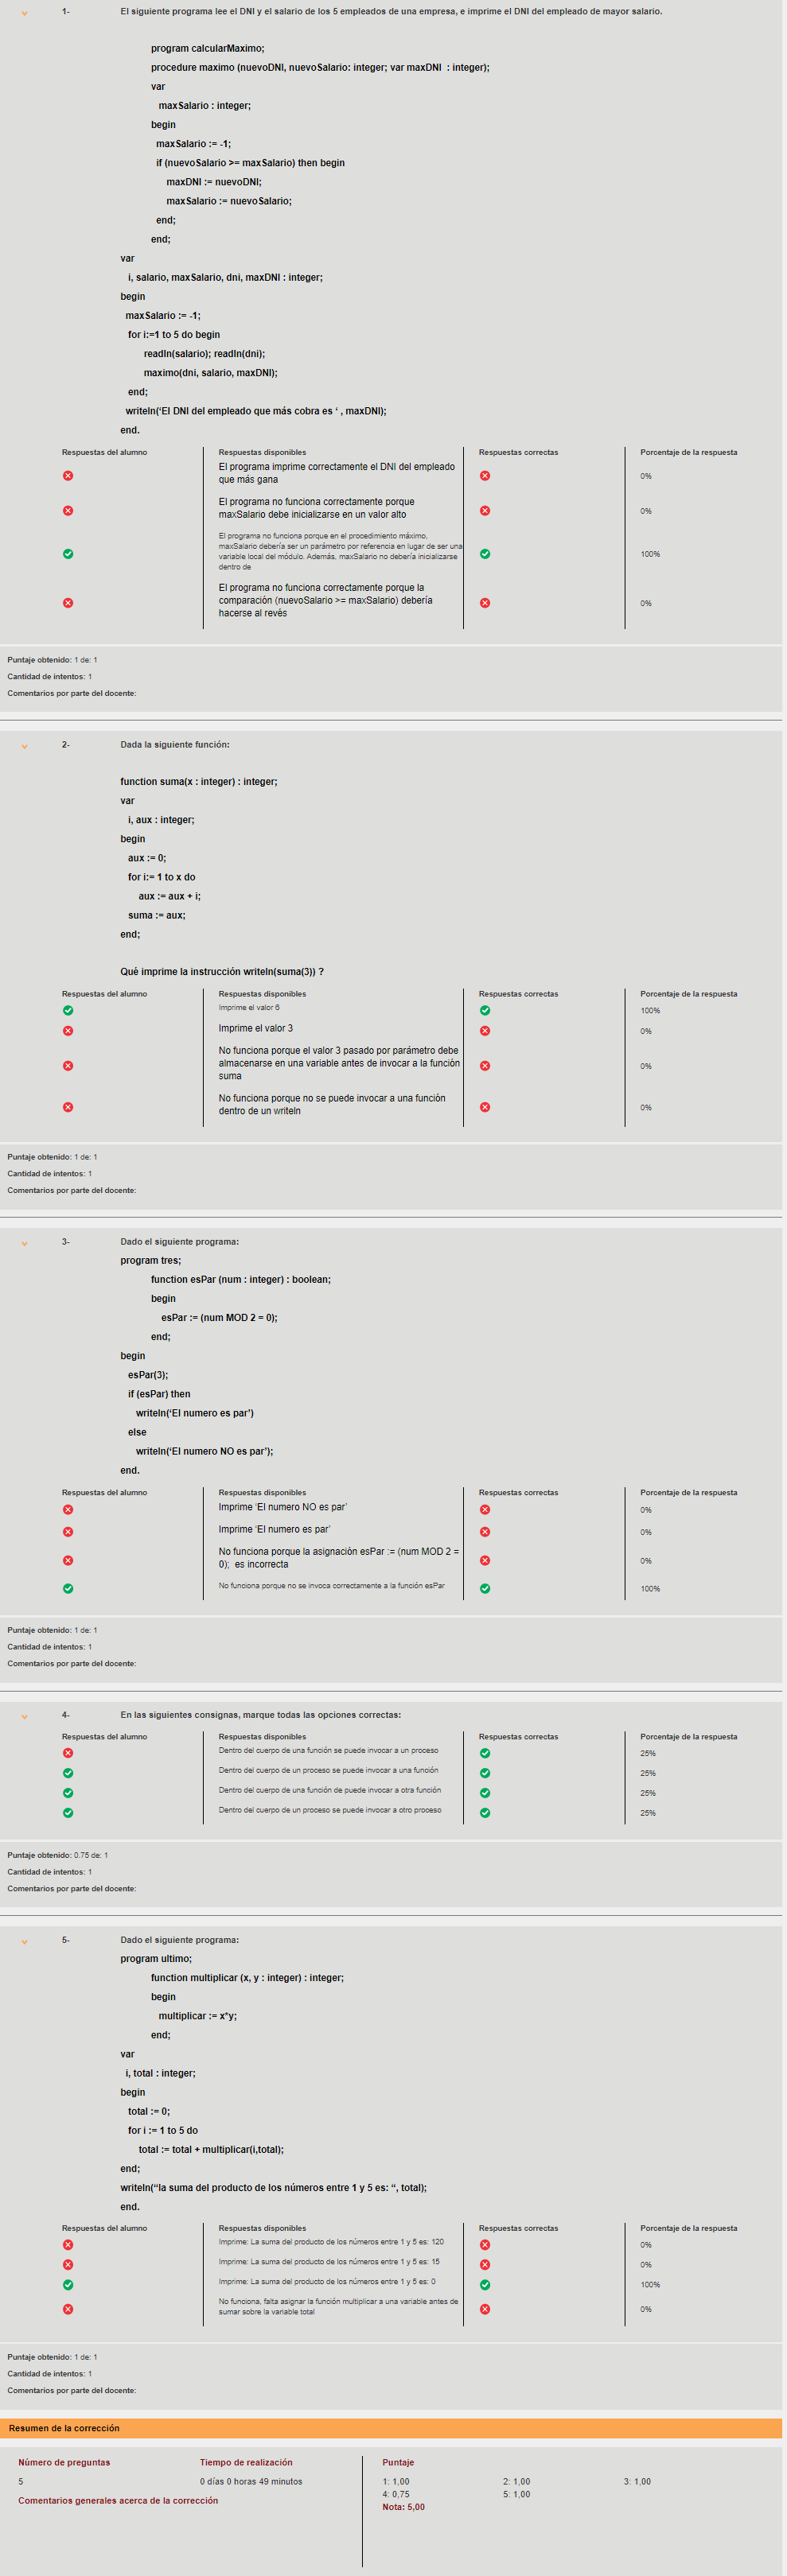 1- El siguiente programa lee el DNI y el salario de los 5 empleados de una empresa, e imprime el DNI del empleado de mayor salario.
program calcularMaximo;
procedure maximo (nuevoDNI, nuevoSalario: integer; var maxDNI : integer);
var
maxSalario : integer;
begin
maxSalario := -1;
if (nuevoSalario >= maxSalario) then begin
maxDNI := nuevoDNI;
maxSalario := nuevoSalario;
end;
end;
var
i, salario, maxSalario, dni, maxDNI : integer;
begin
maxSalario := -1;
for i:=1 to 5 do begin
readln(salario); readln(dni);
maximo(dni, salario, maxDNI);
end;
writeln(‘El DNI del empleado que más cobra es ‘ , maxDNI);
end.
Respuestas del alumno Respuestas disponibles Respuestas correctas Porcentaje de la respuesta
El programa imprime correctamente el DNI del empleado
que más gana
0%
El programa no funciona correctamente porque
maxSalario debe inicializarse en un valor alto
0%
El programa no funciona porque en el procedimiento máximo,
maxSalario debería ser un parámetro por referencia en lugar de ser una
variable local del módulo. Además, maxSalario no debería inicializarse
dentro de
100%
El programa no funciona correctamente porque la
comparación (nuevoSalario >= maxSalario) debería
hacerse al revés
0%
Puntaje obtenido: 1 de: 1
Cantidad de intentos: 1
Comentarios por parte del docente:
2- Dada la siguiente función:
function suma(x : integer) : integer;
var
i, aux : integer;
begin
aux := 0;
for i:= 1 to x do
aux := aux + i;
suma := aux;
end;
Qué imprime la instrucción writeln(suma(3)) ?
Respuestas del alumno Respuestas disponibles Respuestas correctas Porcentaje de la respuesta
Imprime el valor 6 100%
Imprime el valor 3 0%
No funciona porque el valor 3 pasado por parámetro debe
almacenarse en una variable antes de invocar a la función
suma
0%
No funciona porque no se puede invocar a una función
dentro de un writeln
0%
Puntaje obtenido: 1 de: 1
Cantidad de intentos: 1
Comentarios por parte del docente:
3- Dado el siguiente programa:
program tres;
function esPar (num : integer) : boolean;
begin
esPar := (num MOD 2 = 0);
end;
begin
esPar(3);
if (esPar) then
writeln(‘El numero es par’)
else
writeln(‘El numero NO es par’);
end.
Respuestas del alumno Respuestas disponibles Respuestas correctas Porcentaje de la respuesta
Imprime ‘El numero NO es par’ 0%
Imprime ‘El numero es par’ 0%
No funciona porque la asignación esPar := (num MOD 2 =
0); es incorrecta
0%
No funciona porque no se invoca correctamente a la función esPar 100%
Puntaje obtenido: 1 de: 1
Cantidad de intentos: 1
Comentarios por parte del docente:
4- En las siguientes consignas, marque todas las opciones correctas:
Respuestas del alumno Respuestas disponibles Respuestas correctas Porcentaje de la respuesta
Dentro del cuerpo de una función se puede invocar a un proceso 25%
Dentro del cuerpo de un proceso se puede invocar a una función 25%
Dentro del cuerpo de una función de puede invocar a otra función 25%
Dentro del cuerpo de un proceso se puede invocar a otro proceso 25%
Puntaje obtenido: 0.75 de: 1
Cantidad de intentos: 1
Comentarios por parte del docente:
5- Dado el siguiente programa:
program ultimo;
function multiplicar (x, y : integer) : integer;
begin
multiplicar := x*y;
end;
var
i, total : integer;
begin
total := 0;
for i := 1 to 5 do
total := total + multiplicar(i,total);
end;
writeln(“la suma del producto de los números entre 1 y 5 es: “, total);
end.
Respuestas del alumno Respuestas disponibles Respuestas correctas Porcentaje de la respuesta
Imprime: La suma del producto de los números entre 1 y 5 es: 120 0%
Imprime: La suma del producto de los números entre 1 y 5 es: 15 0%
Imprime: La suma del producto de los números entre 1 y 5 es: 0 100%
No funciona, falta asignar la función multiplicar a una variable antes de
sumar sobre la variable total
0%
Puntaje obtenido: 1 de: 1
Cantidad de intentos: 1
Comentarios por parte del docente:
Resumen de la corrección
Número de preguntas Tiempo de realización Puntaje
5 0 días 0 horas 49 minutos 1: 1,00 2: 1,00 3: 1,00
4: 0,75 5: 1,00
Comentarios generales acerca de la corrección Nota: 5,00